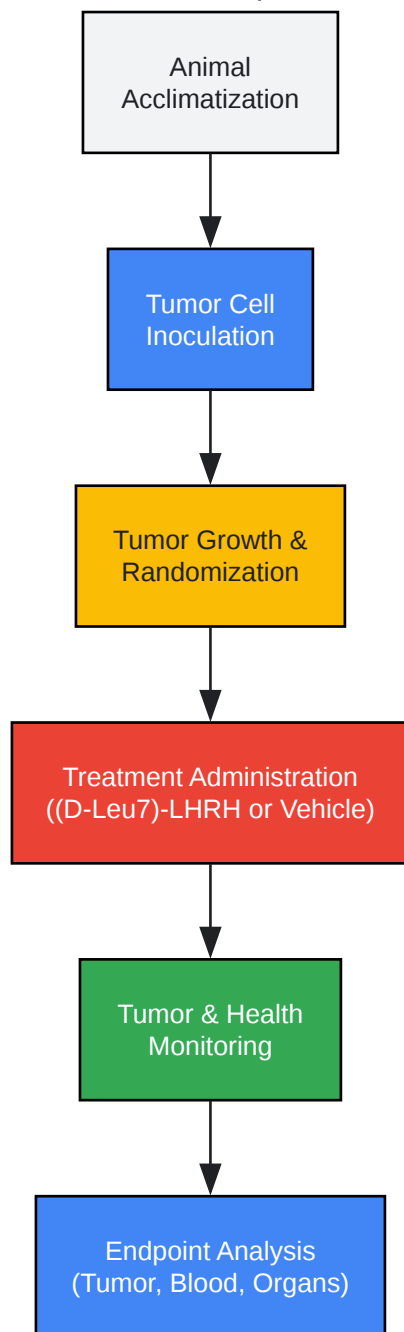 Animal
Acclimatization
Tumor Cell
Inoculation
Tumor Growth &
Randomization
Treatment Administration
((D-Leu7)-LHRH or Vehicle)
Tumor & Health
Monitoring
Endpoint Analysis
(Tumor, Blood, Organs)